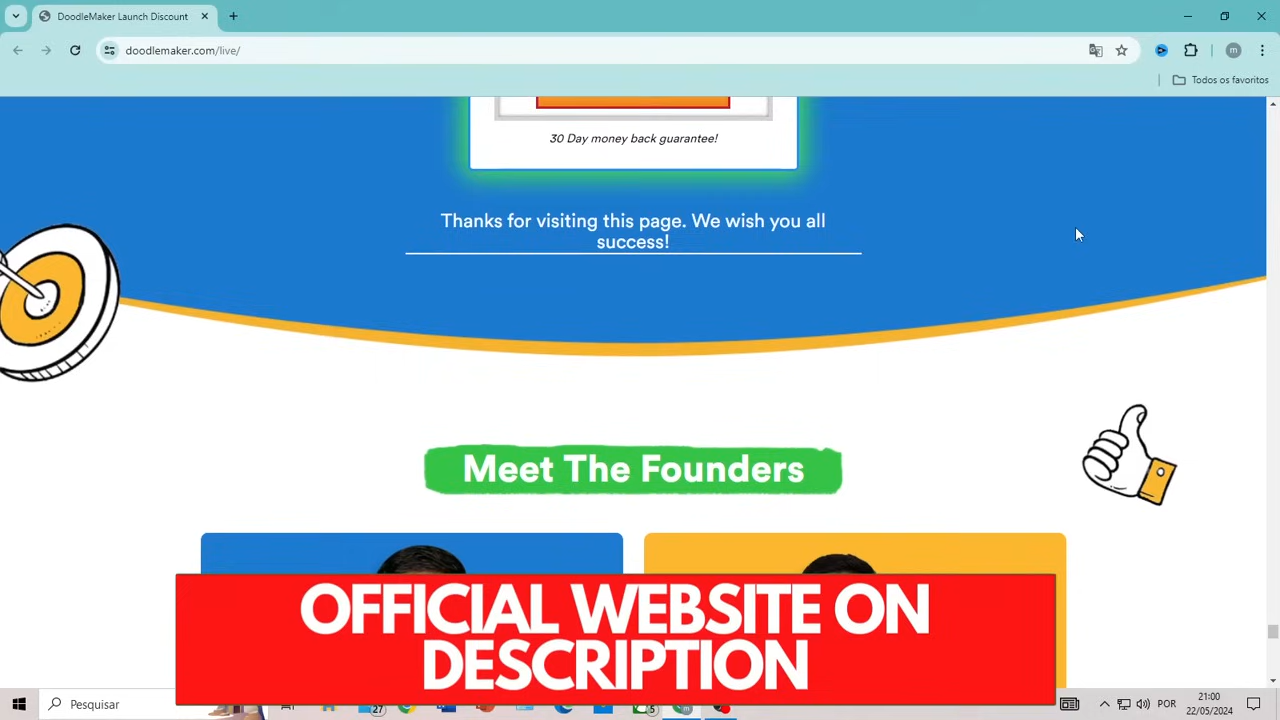 DoodleMaker Launch Discount
doodlemaker.com/live/
m
Todos os favoritos
30 Day money back guarantee!
Thanks for visiting this page. We wish you all
success!
Meet The Founders
OFFICIAL WEBSITE ON
DESCRIPTION
Pesquisar
27
5
POR
21:00
22/05/2024